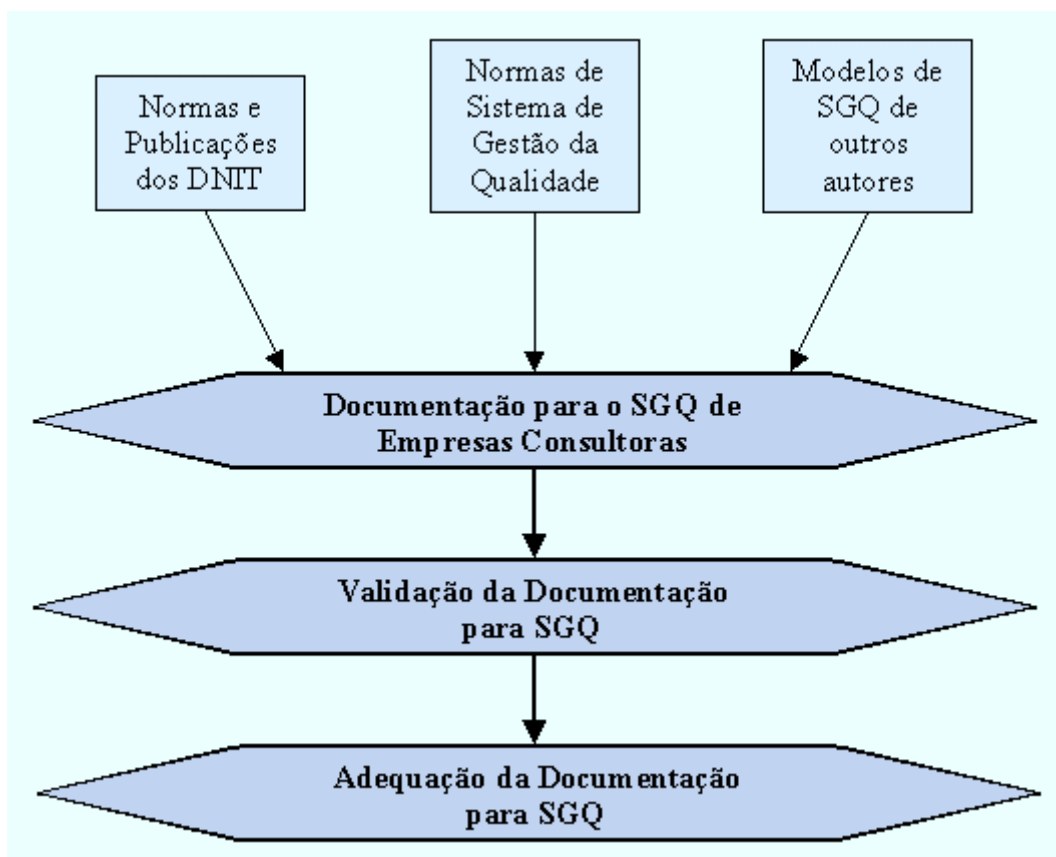 Normas e
Publicações
dos DNIT
Normas de
Sistema de
Gestão da
Qualidade
Modelos de
SGQ de
outros
autores
Documentação para o SGQ de
Empresas Consultoras
Validação da Documentação
para SGQ
Adequação da Documentação
para SGQ